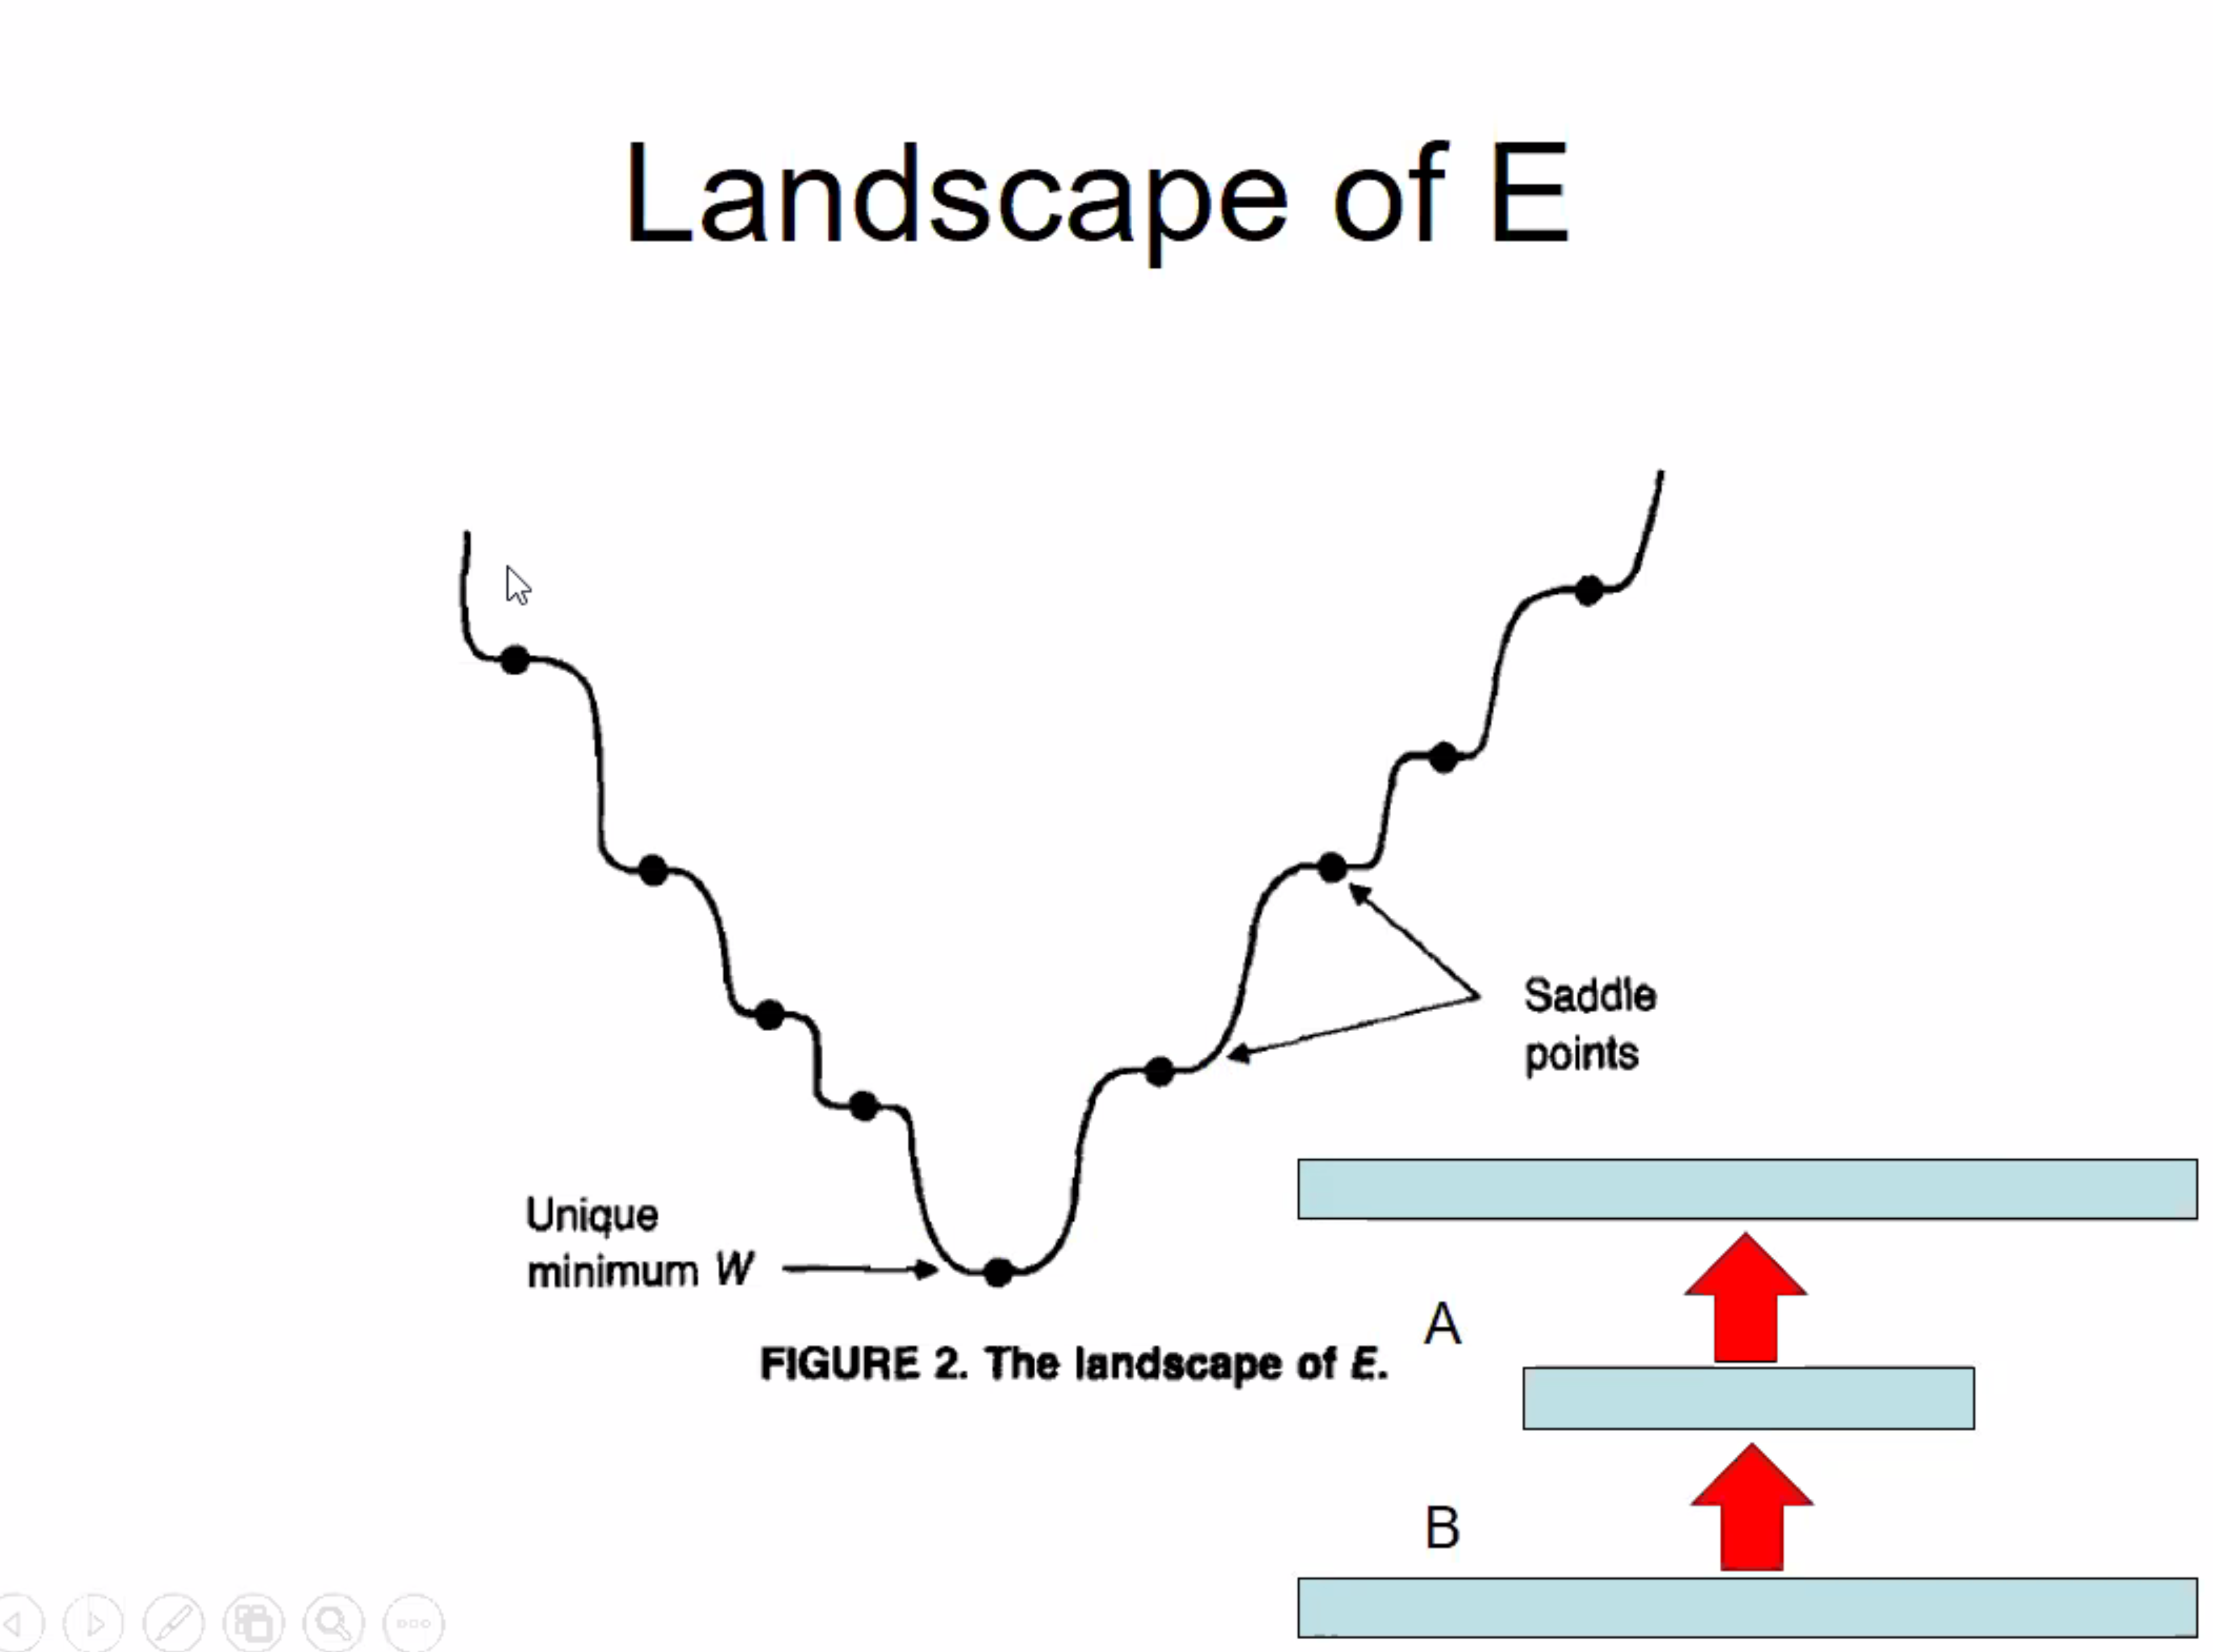 Landscape of E
Saddle
points
Unique
minimum W
FIGURE 2. The landscape of E.
A
B